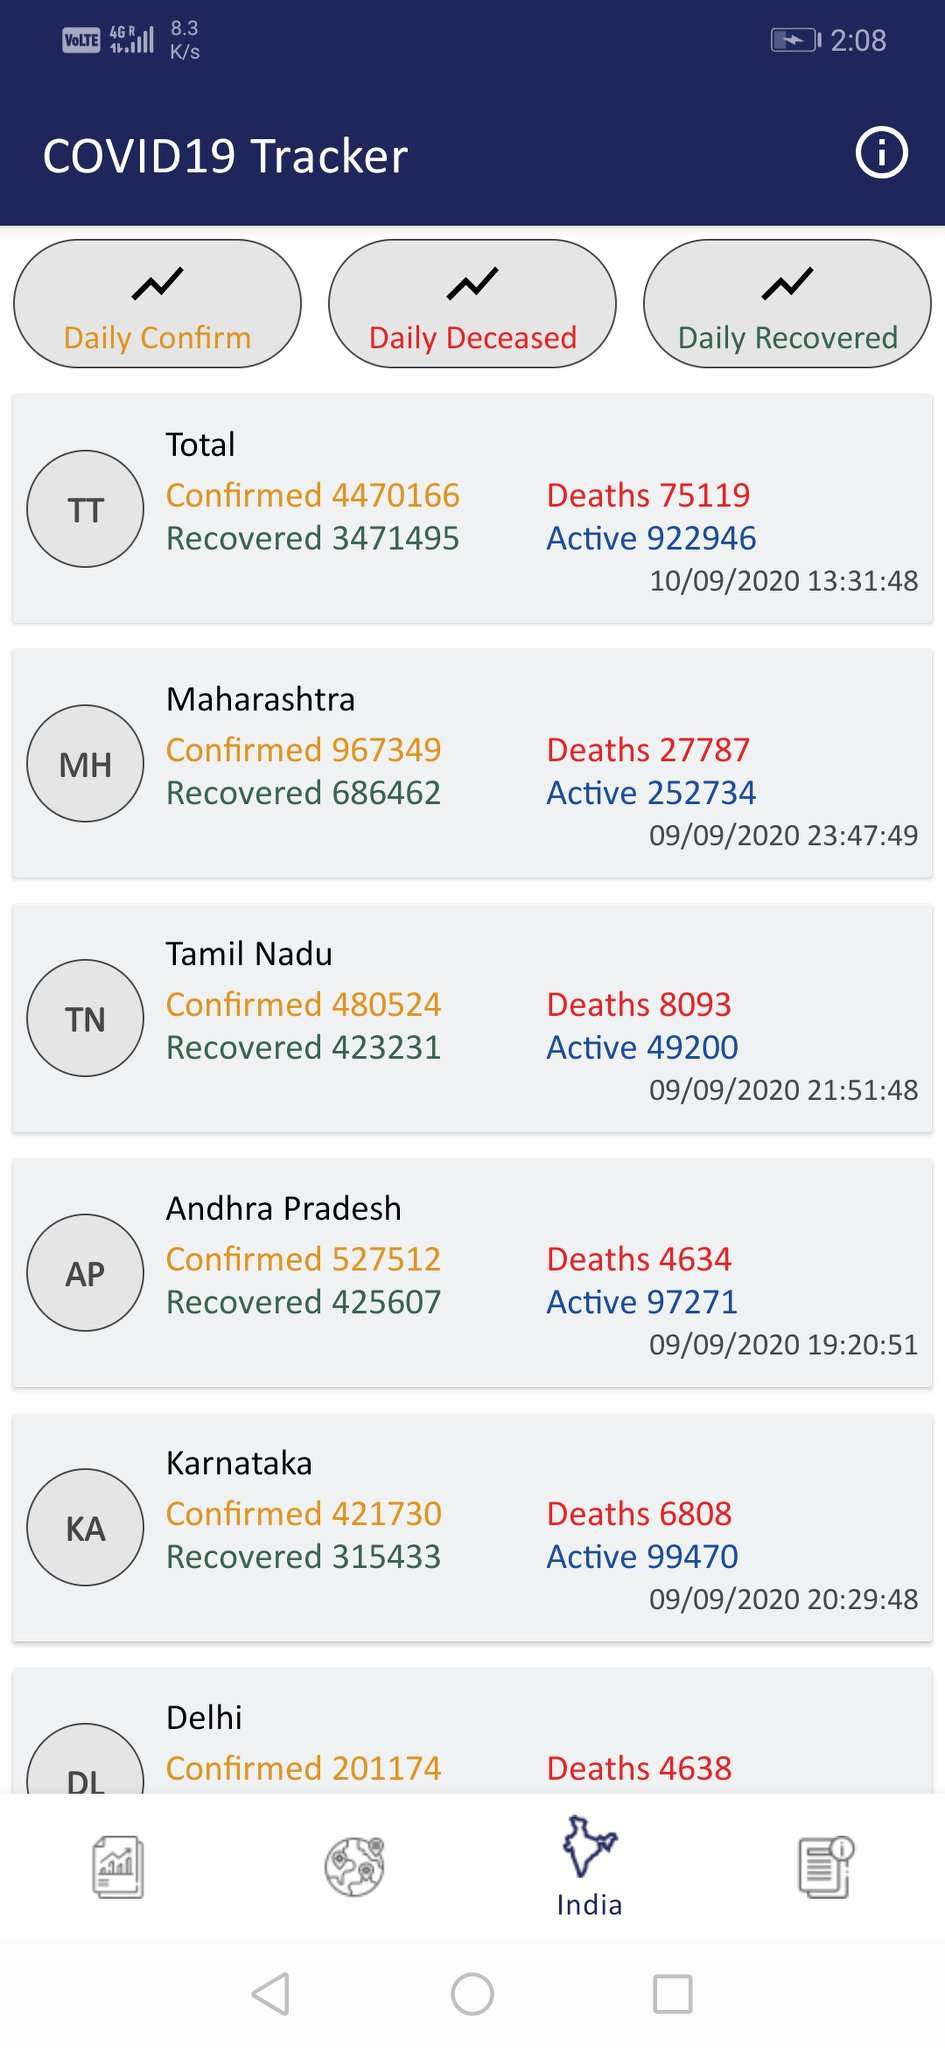 VoLTE 4G R 8.3 K/s 2:08
COVID19 Tracker
Daily Confirm Daily Deceased Daily Recovered
TT
Total
Confirmed 4470166 Deaths 75119
Recovered 3471495 Active 922946
10/09/2020 13:31:48
MH
Maharashtra
Confirmed 967349 Deaths 27787
Recovered 686462 Active 252734
09/09/2020 23:47:49
TN
Tamil Nadu
Confirmed 480524 Deaths 8093
Recovered 423231 Active 49200
09/09/2020 21:51:48
AP
Andhra Pradesh
Confirmed 527512 Deaths 4634
Recovered 425607 Active 97271
09/09/2020 19:20:51
KA
Karnataka
Confirmed 421730 Deaths 6808
Recovered 315433 Active 99470
09/09/2020 20:29:48
DL
Delhi
Confirmed 201174 Deaths 4638
India